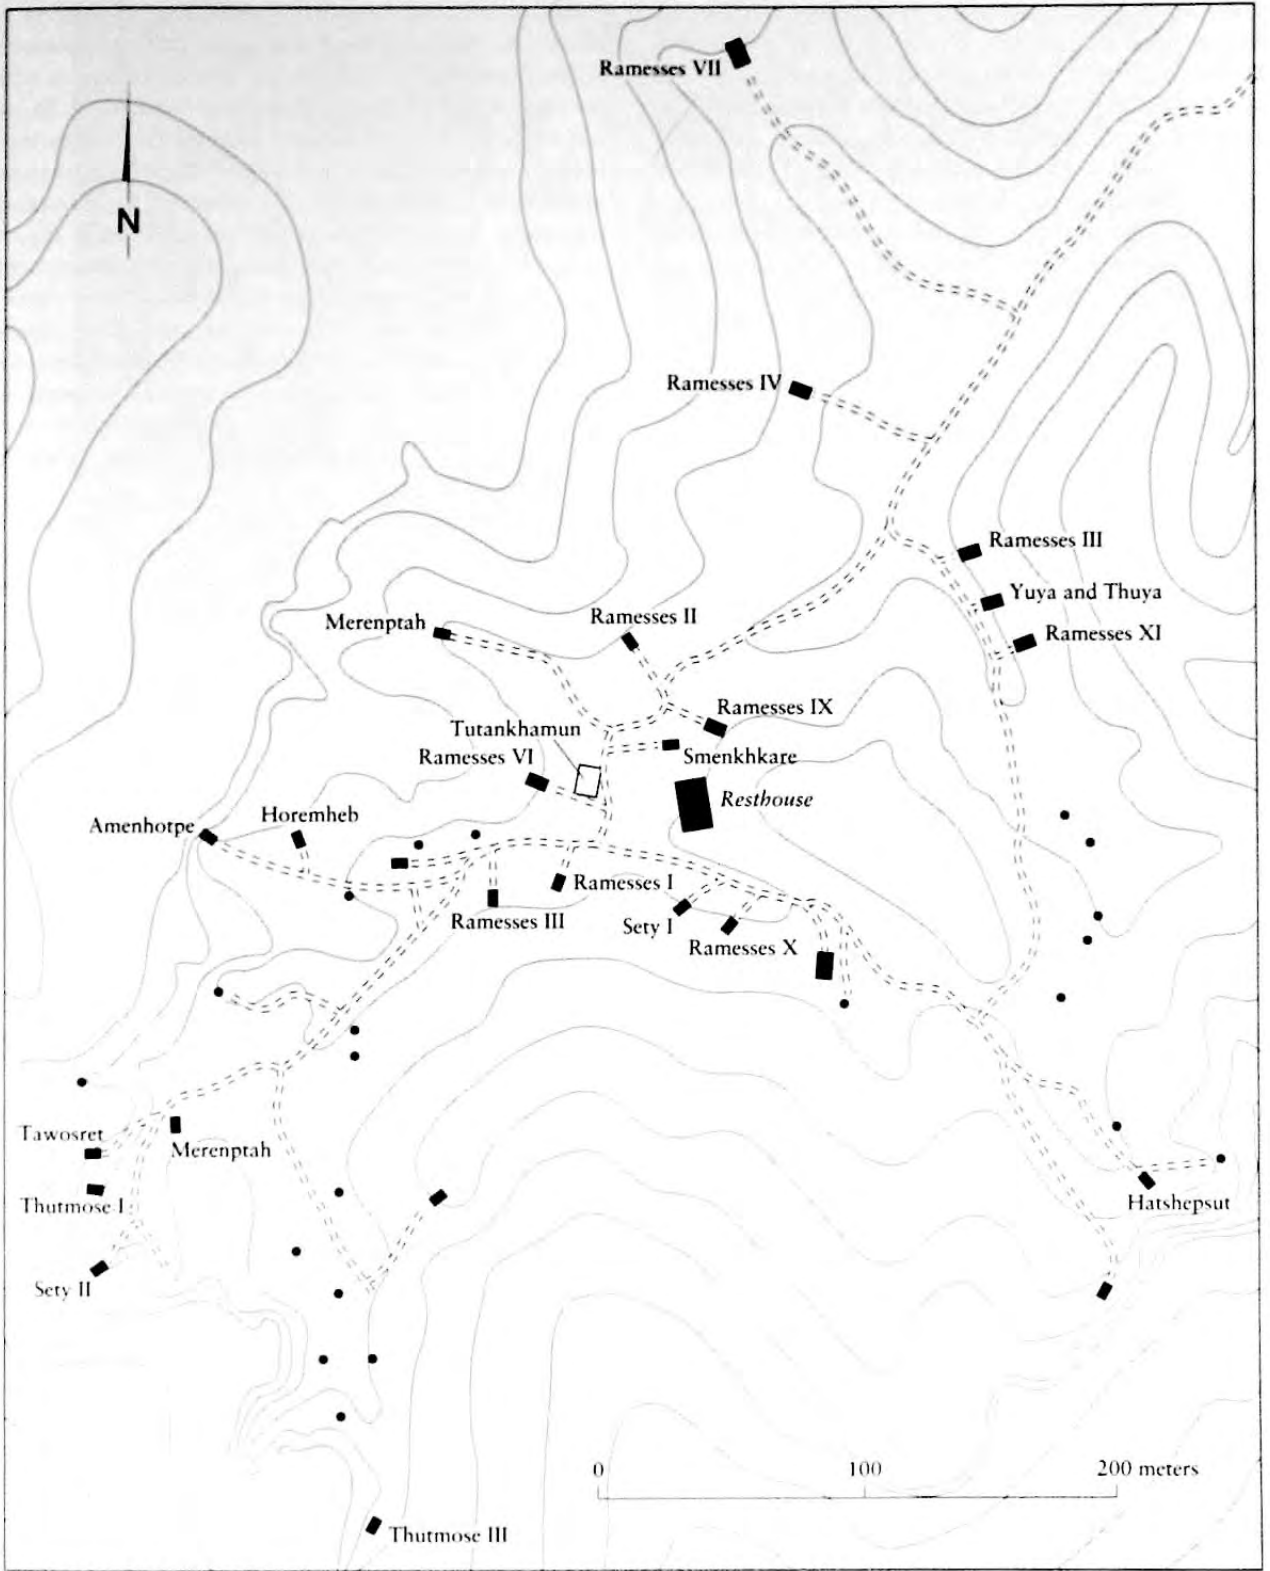 Ramesses VII
N
Ramesses IV
Ramesses III
Yuya and Thuya
Ramesses II
Merenptah
Ramesses XI
Ramesses IX
Tutankhamun
Ramesses VI
Smenkhkare
Resthouse
Horemheb
Amenhotpe
Ramesses I
Ramesses III
Sety I
Ramesses X
Tawosret
Merenptah
Thutmose I
Hatshepsut
Sety II
0 100 200 meters
Thutmose III